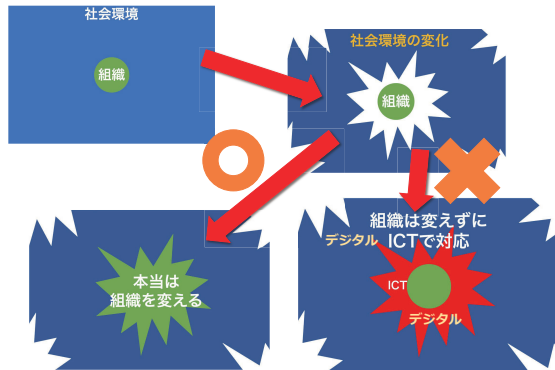 社会環境
組織
社会環境の変化
組織
本当は
組織を変える
組織は変えずに
ICTで対応
デジタル
ICT
デジタル